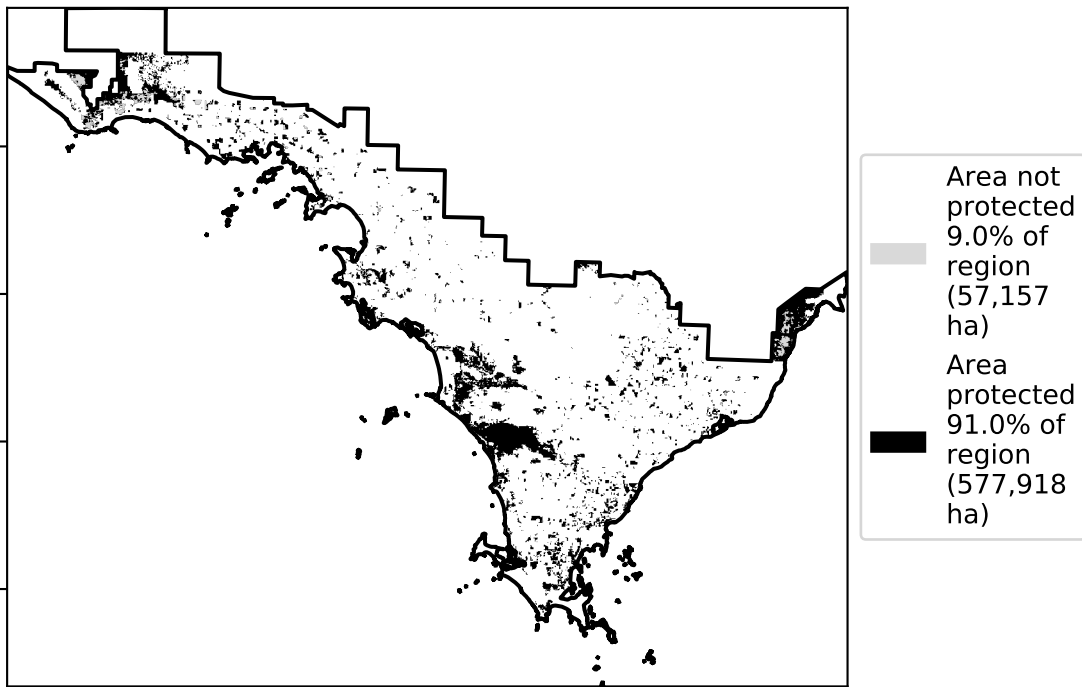 Area not
protected
9.0% of
region
(57,157
ha)
Area
protected
91.0% of
region
(577,918
ha)